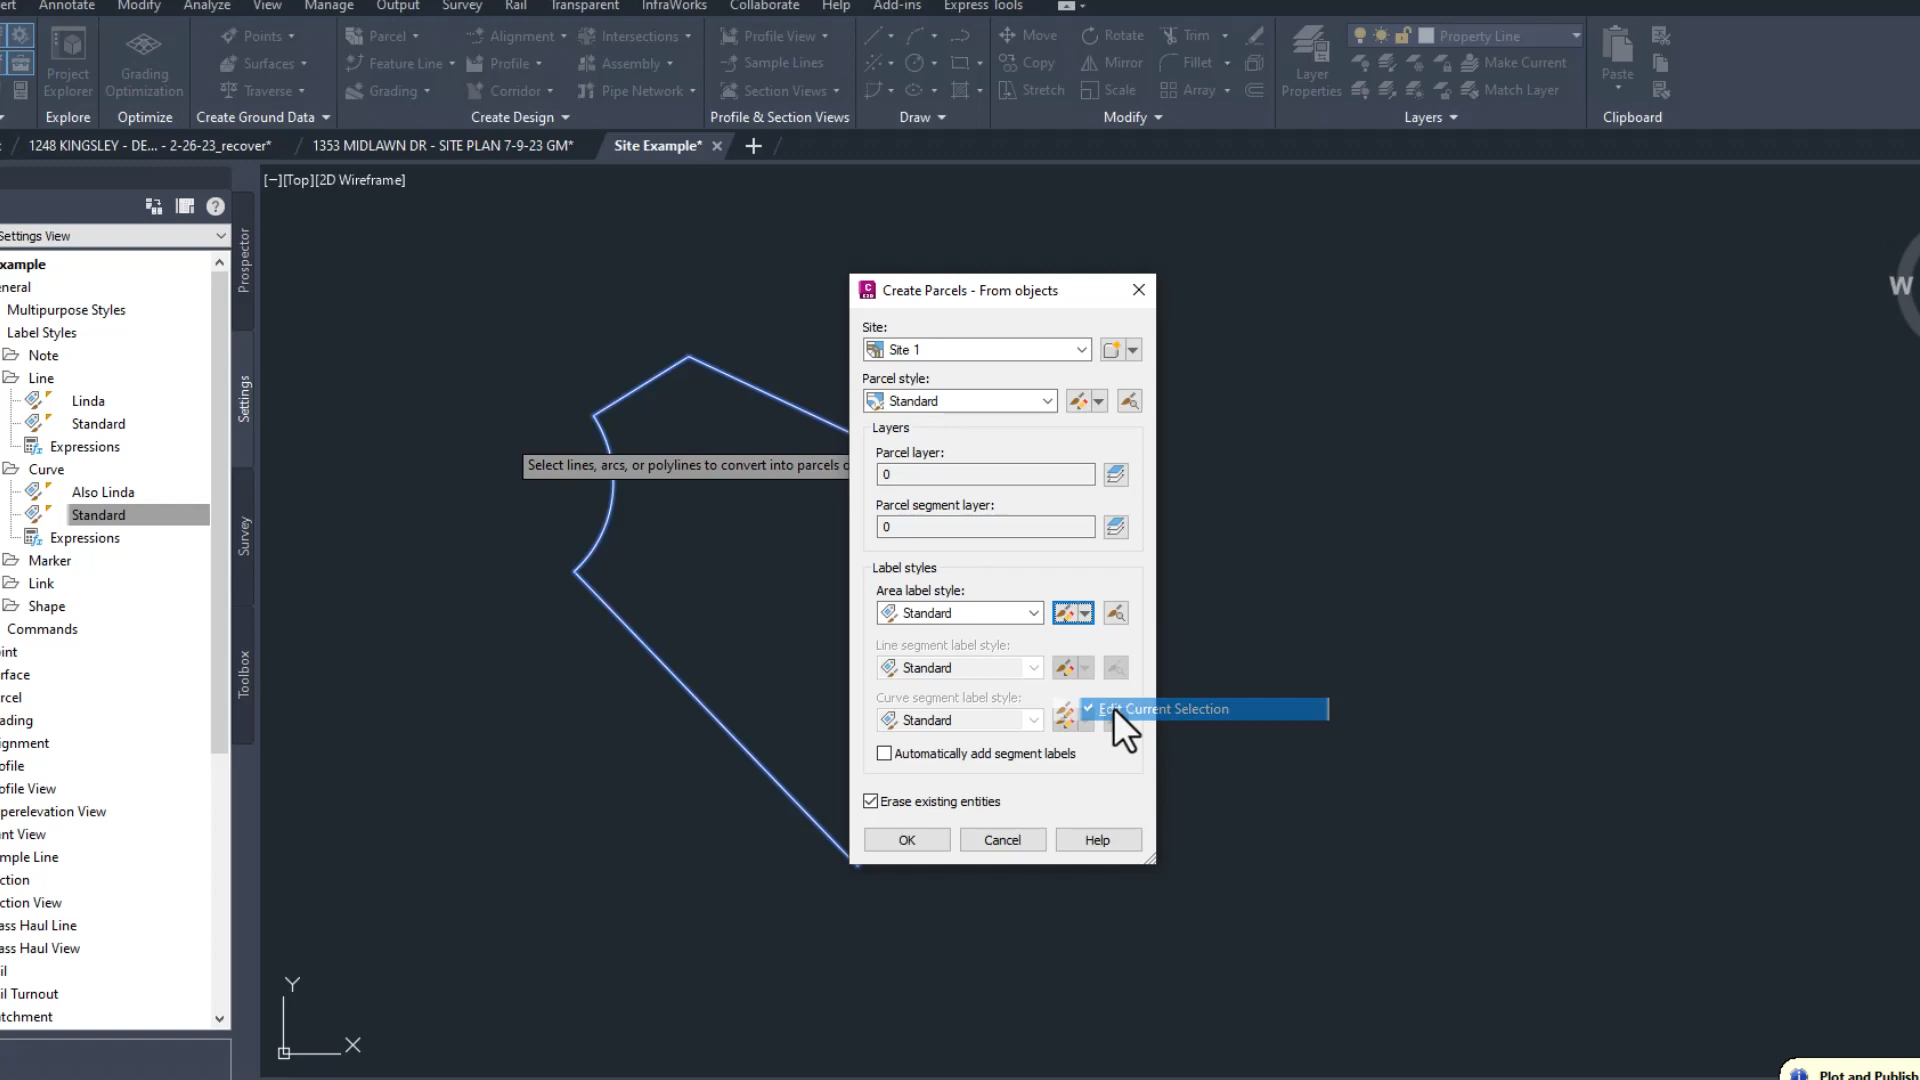 ert Annotate Modify Analyze View Manage Output Survey Rail Transparent InfraWorks Collaborate Help Add-ins Express Tools
Project Explorer
Grading Optimization
Points
Surfaces
Traverse
Parcel
Feature Line
Grading
Alignment
Profile
Corridor
Intersections
Assembly
Pipe Network
Profile View
Sample Lines
Section Views
Move
Copy
Stretch
Rotate
Mirror
Scale
Trim
Fillet
Array
Layer Properties
Property Line
Make Current
Match Layer
Paste
Explore Optimize Create Ground Data Create Design Profile & Section Views Draw Modify Layers Clipboard
1248 KINGSLEY - DE... - 2-26-23_recover* 1353 MIDLAWN DR - SITE PLAN 7-9-23 GM* Site Example*
[−][Top][2D Wireframe]
Settings View
xample
eneral
Multipurpose Styles
Label Styles
Note
Line
Linda
Standard
Expressions
Curve
Also Linda
Standard
Expressions
Marker
Link
Shape
Commands
int
rface
rcel
ading
ignment
ofile
ofile View
perelevation View
nt View
mple Line
ction
ction View
ass Haul Line
ass Haul View
il
il Turnout
tchment
Prospector
Settings
Survey
Toolbox
Select lines, arcs, or polylines to convert into parcels o
C3D
Create Parcels - From objects
Site:
Site 1
Parcel style:
Standard
Layers
Parcel layer:
0
Parcel segment layer:
0
Label styles
Area label style:
Standard
Line segment label style:
Standard
Curve segment label style:
Standard
Edit Current Selection
Automatically add segment labels
Erase existing entities
OK Cancel Help
W
Y
X
Plot and Publish